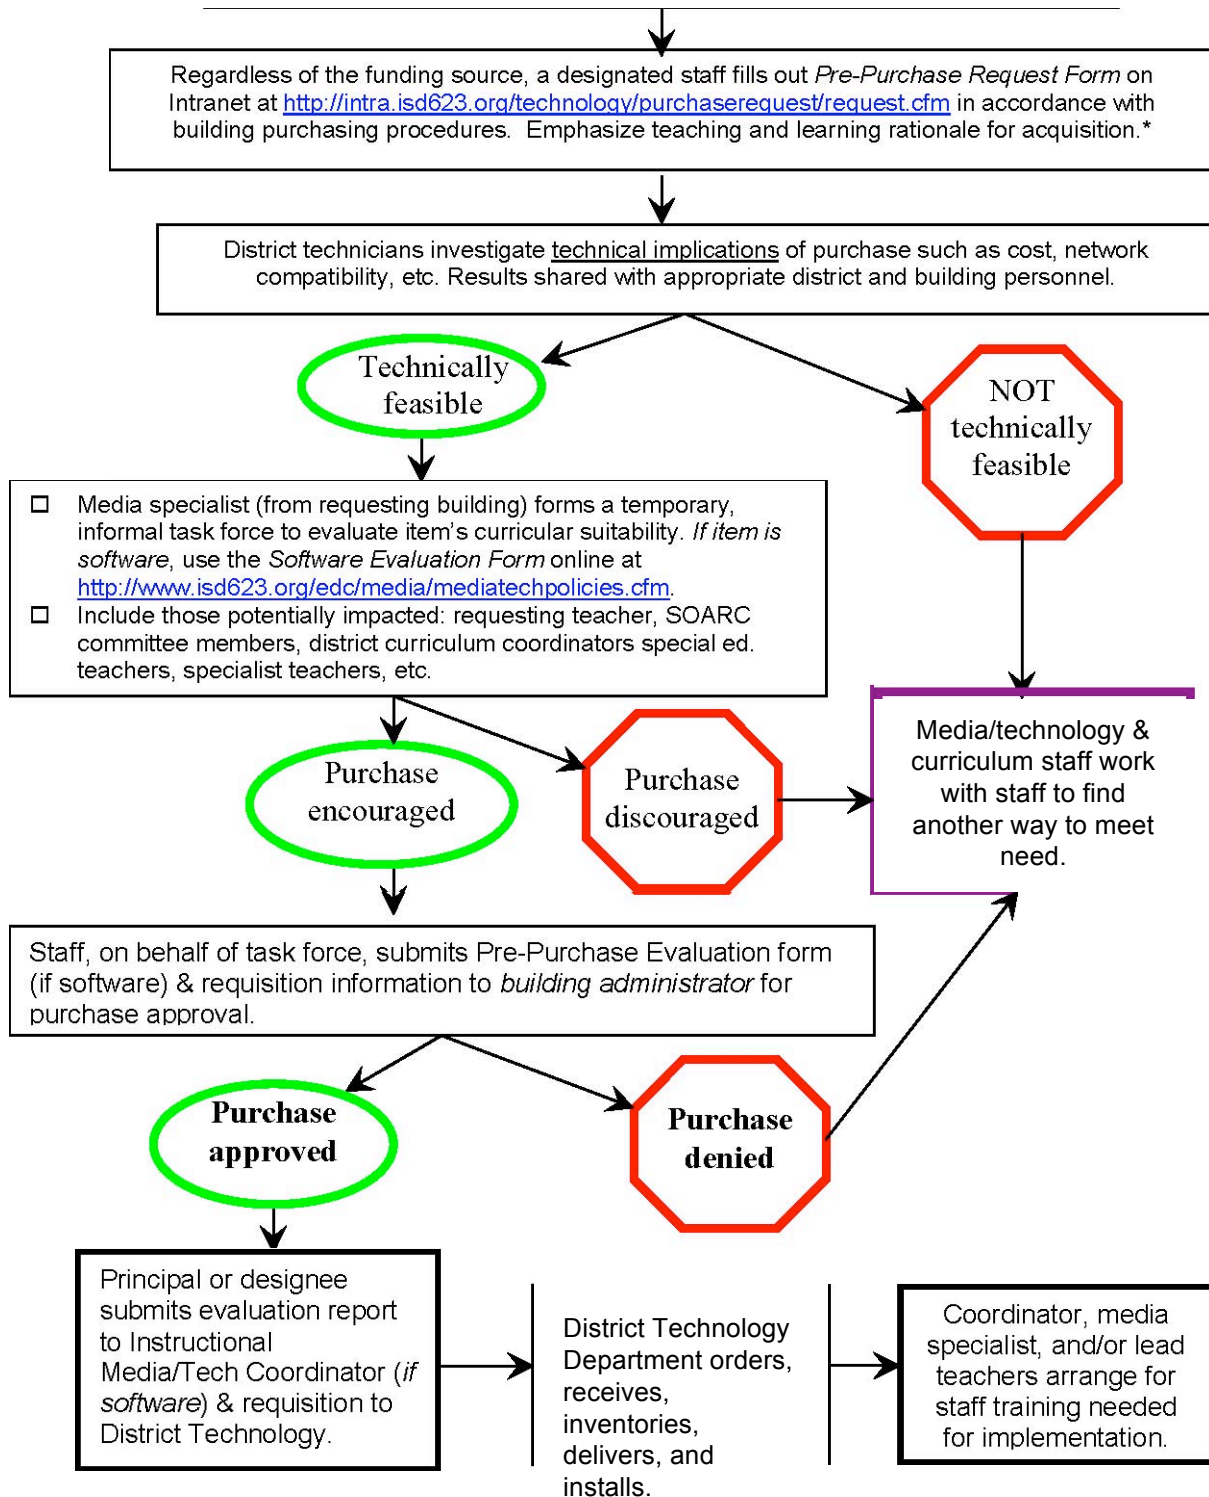 Regardless of the funding source, a designated staff fills out Pre-Purchase Request Form on
Intranet at http://intra.isd623.org/technology/purchaserequest/request.cfm in accordance with
building purchasing procedures.  Emphasize teaching and learning rationale for acquisition.*
District technicians investigate technical implications of purchase such as cost, network
compatibility, etc. Results shared with appropriate district and building personnel.
Technically
feasible
NOT
technically
feasible
Media specialist (from requesting building) forms a temporary,
informal task force to evaluate item's curricular suitability. If item is
software, use the Software Evaluation Form online at
http://www.isd623.org/edc/media/mediatechpolicies.cfm.
Include those potentially impacted: requesting teacher, SOARC
committee members, district curriculum coordinators special ed.
teachers, specialist teachers, etc.
Purchase
encouraged
Purchase
discouraged
Media/technology &
curriculum staff work
with staff to find
another way to meet
need.
Staff, on behalf of task force, submits Pre-Purchase Evaluation form
(if software) & requisition information to building administrator for
purchase approval.
Purchase
approved
Purchase
denied
Principal or designee
submits evaluation report
to Instructional
Media/Tech Coordinator (if
software) & requisition to
District Technology.
District Technology
Department orders,
receives,
inventories,
delivers, and
installs.
Coordinator, media
specialist, and/or lead
teachers arrange for
staff training needed
for implementation.